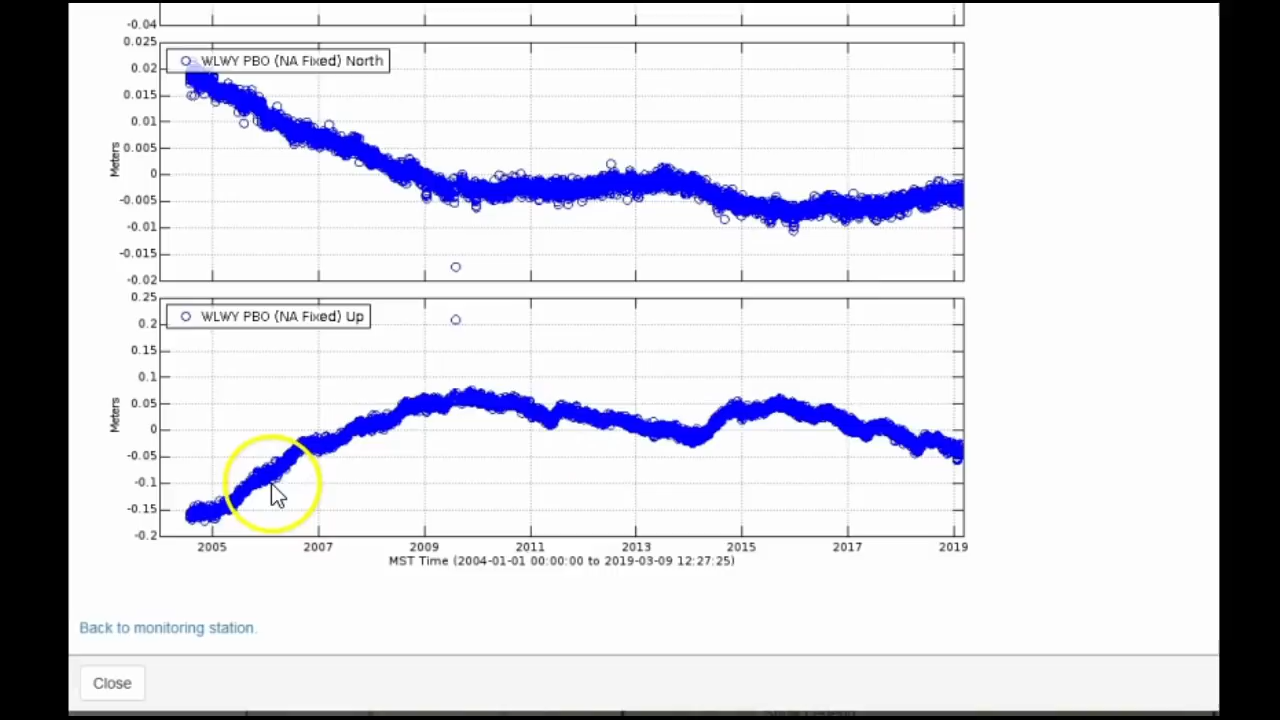 -0.04
0.025
WLWY PBO (NA Fixed) North
0.02
0.015
0.01
0.005
Meters
0
-0.005
-0.01
-0.015
-0.02
0.25
WLWY PBO (NA Fixed) Up
0.2
0.15
0.1
0.05
Meters
0
-0.05
-0.1
-0.15
-0.2
2005 2007 2009 2011 2013 2015 2017 2019
MST Time (2004-01-01 00:00:00 to 2019-03-09 12:27:25)
Back to monitoring station.
Close